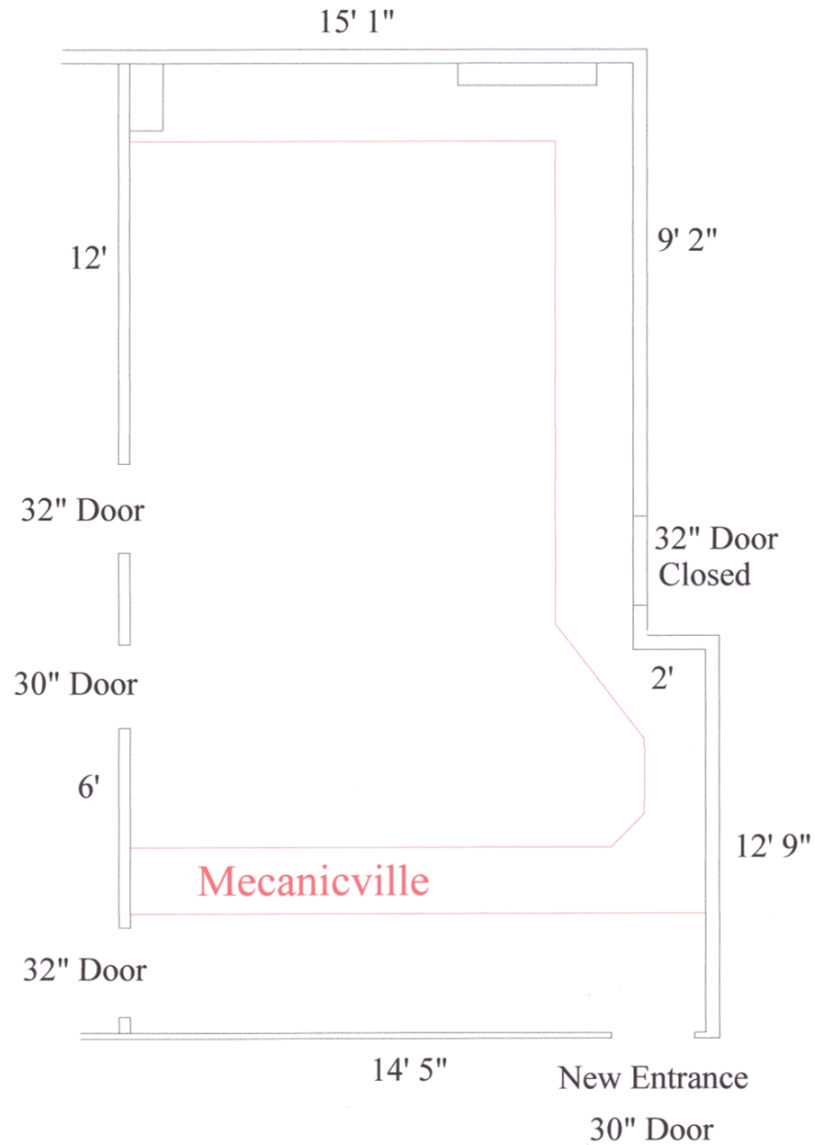 15' 1"
12'
9' 2"
32" Door
32" Door
Closed
30" Door
2'
6'
12' 9"
Mecanicville
32" Door
14' 5"
New Entrance
30" Door